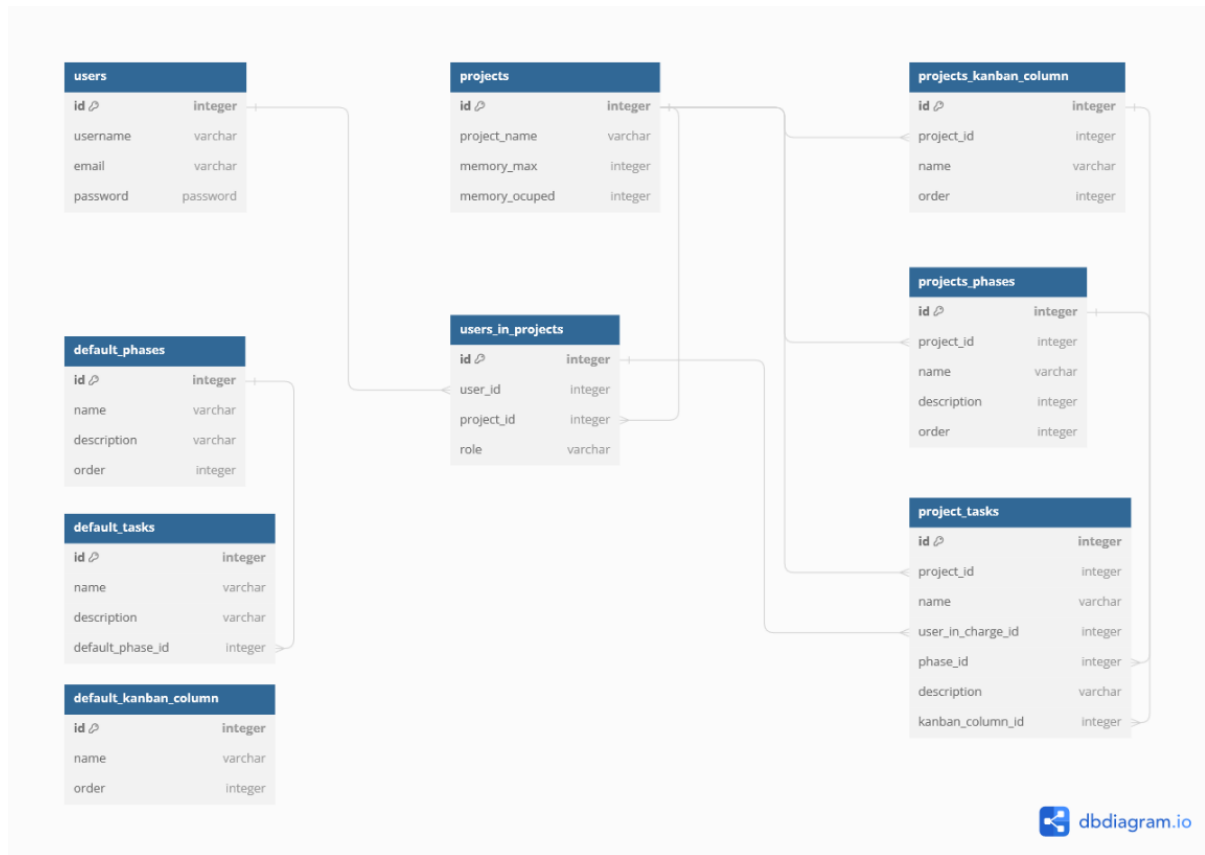 users
id integer
username varchar
email varchar
password password
projects
id integer
project_name varchar
memory_max integer
memory_ocuped integer
projects_kanban_column
id integer
project_id integer
name varchar
order integer
projects_phases
id integer
project_id integer
name varchar
description integer
order integer
users_in_projects
id integer
user_id integer
project_id integer
role varchar
default_phases
id integer
name varchar
description varchar
order integer
default_tasks
id integer
name varchar
description varchar
default_phase_id integer
project_tasks
id integer
project_id integer
name varchar
user_in_charge_id integer
phase_id integer
description varchar
kanban_column_id integer
default_kanban_column
id integer
name varchar
order integer
dbdiagram.io